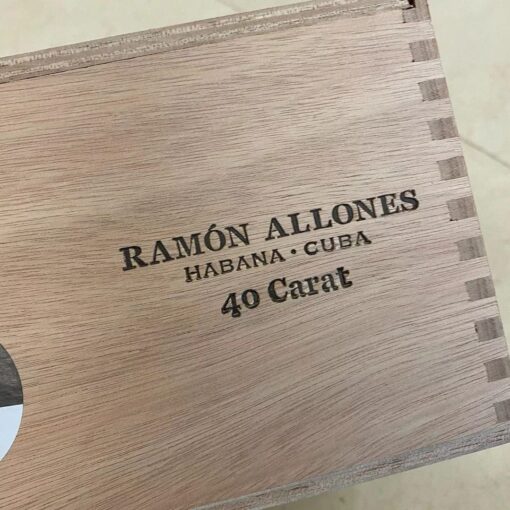 RAMÓN ALLONES
HABANA · CUBA
40 Carat